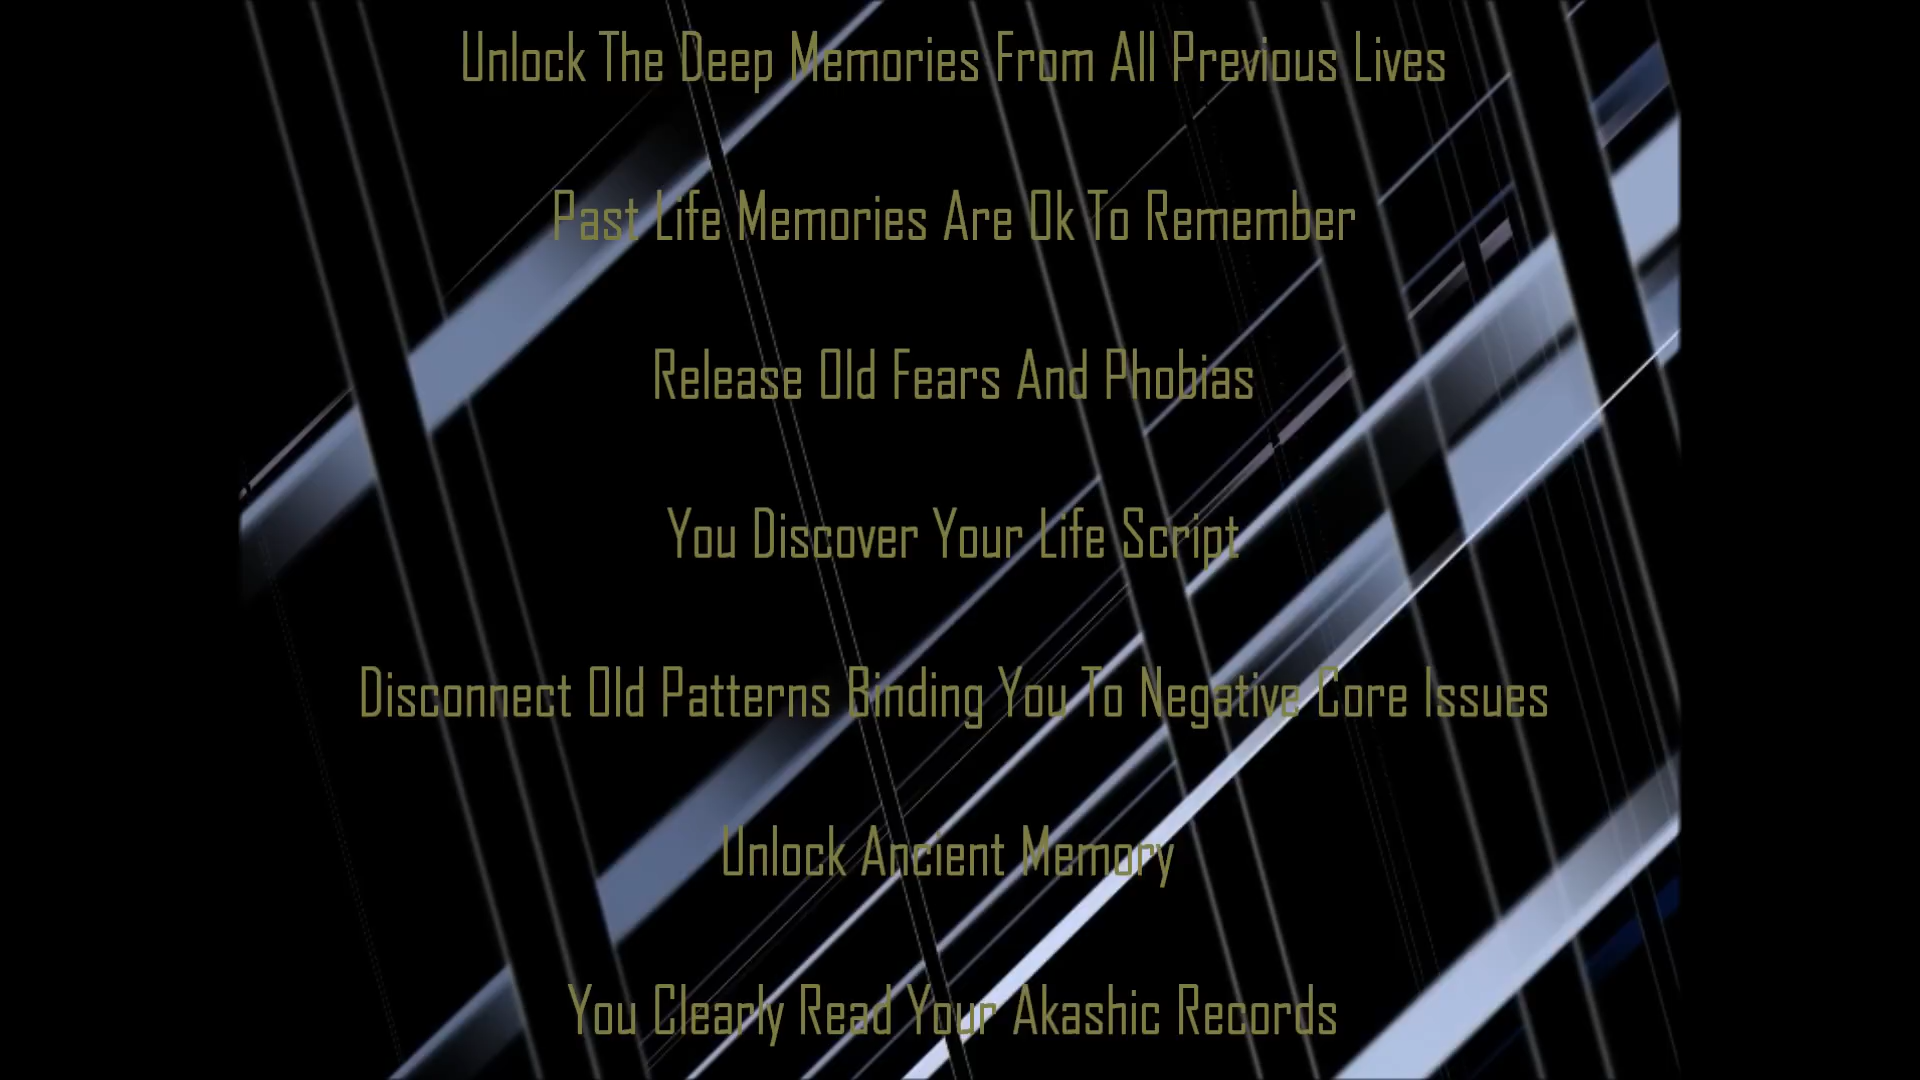 Unlock The Deep Memories From All Previous Lives
Past Life Memories Are Ok To Remember
Release Old Fears And Phobias
You Discover Your Life Script
Disconnect Old Patterns Binding You To Negative Core Issues
Unlock Ancient Memory
You Clearly Read Your Akashic Records